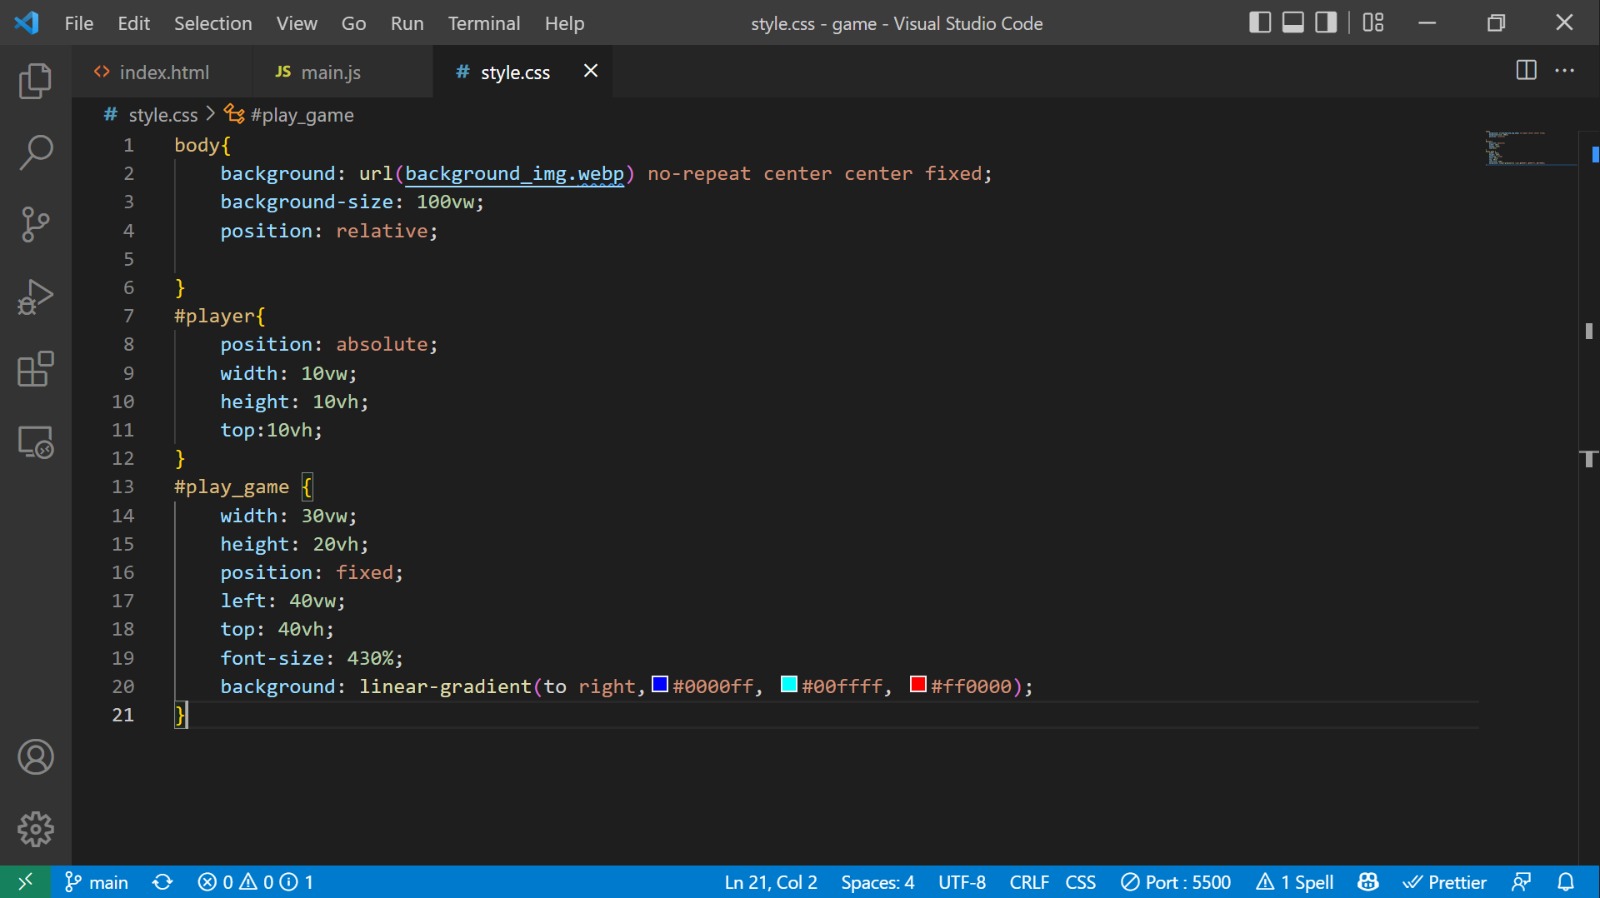 File Edit Selection View Go Run Terminal Help style.css - game - Visual Studio Code
<> index.html JS main.js # style.css
# style.css > #play_game
1 body{
2     background: url(background_img.webp) no-repeat center center fixed;
3     background-size: 100vw;
4     position: relative;
5
6 }
7 #player{
8     position: absolute;
9     width: 10vw;
10     height: 10vh;
11     top:10vh;
12 }
13 #play_game {
14     width: 30vw;
15     height: 20vh;
16     position: fixed;
17     left: 40vw;
18     top: 40vh;
19     font-size: 430%;
20     background: linear-gradient(to right, #0000ff, #00ffff, #ff0000);
21 }
main 0 0 1 Ln 21, Col 2 Spaces: 4 UTF-8 CRLF CSS Port : 5500 1 Spell Prettier